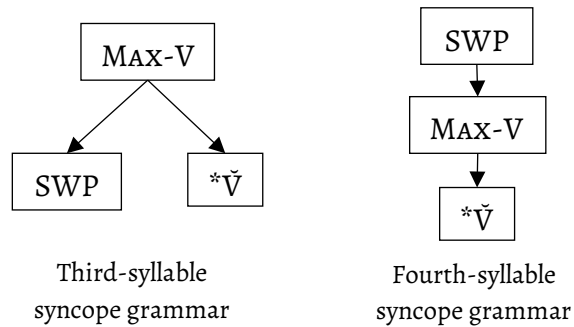 MAX-V
SWP
*V̆
Third-syllable
syncope grammar
SWP
MAX-V
*V̆
Fourth-syllable
syncope grammar